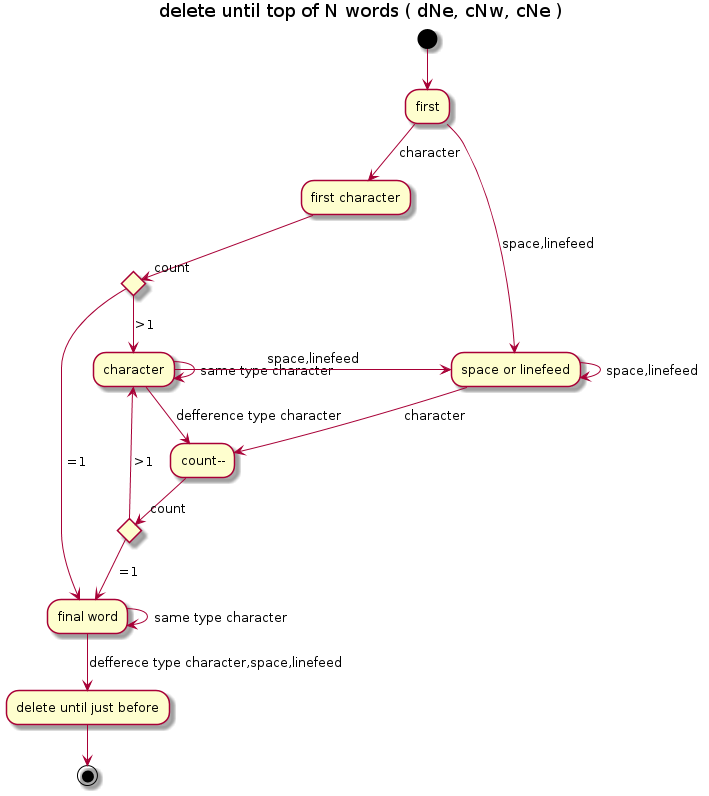 delete until top of N words ( dNe, cNw, cNe )
first
character
first character
space,linefeed
count
>1
space,linefeed
character
same type character
space or linefeed
space,linefeed
defference type character
character
=1
>1
count--
count
=1
final word
same type character
defferece type character,space,linefeed
delete until just before